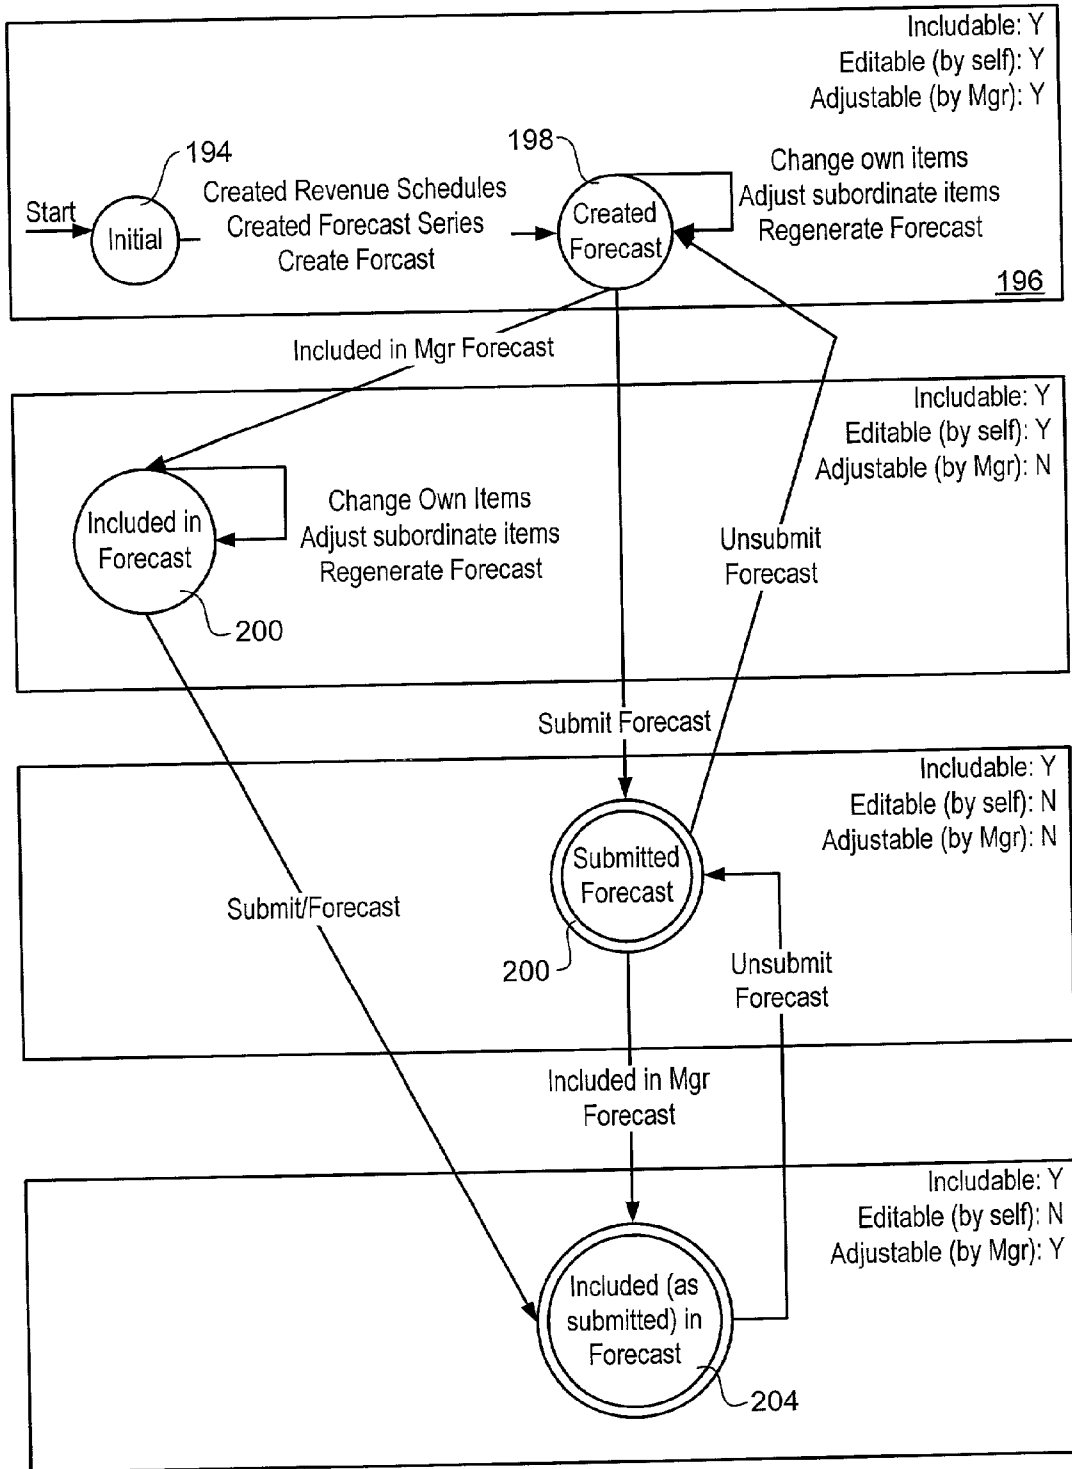 Includable: Y
Editable (by self): Y
Adjustable (by Mgr): Y
194
198
Start
Initial
Created Revenue Schedules
Created Forecast Series
Create Forcast
Created
Forecast
Change own items
Adjust subordinate items
Regenerate Forecast
196
Included in Mgr Forecast
Includable: Y
Editable (by self): Y
Adjustable (by Mgr): N
Included in
Forecast
Change Own Items
Adjust subordinate items
Regenerate Forecast
200
Unsubmit
Forecast
Submit Forecast
Includable: Y
Editable (by self): N
Adjustable (by Mgr): N
Submitted
Forecast
200
Submit/Forecast
Unsubmit
Forecast
Included in Mgr
Forecast
Includable: Y
Editable (by self): N
Adjustable (by Mgr): Y
Included (as
submitted) in
Forecast
204